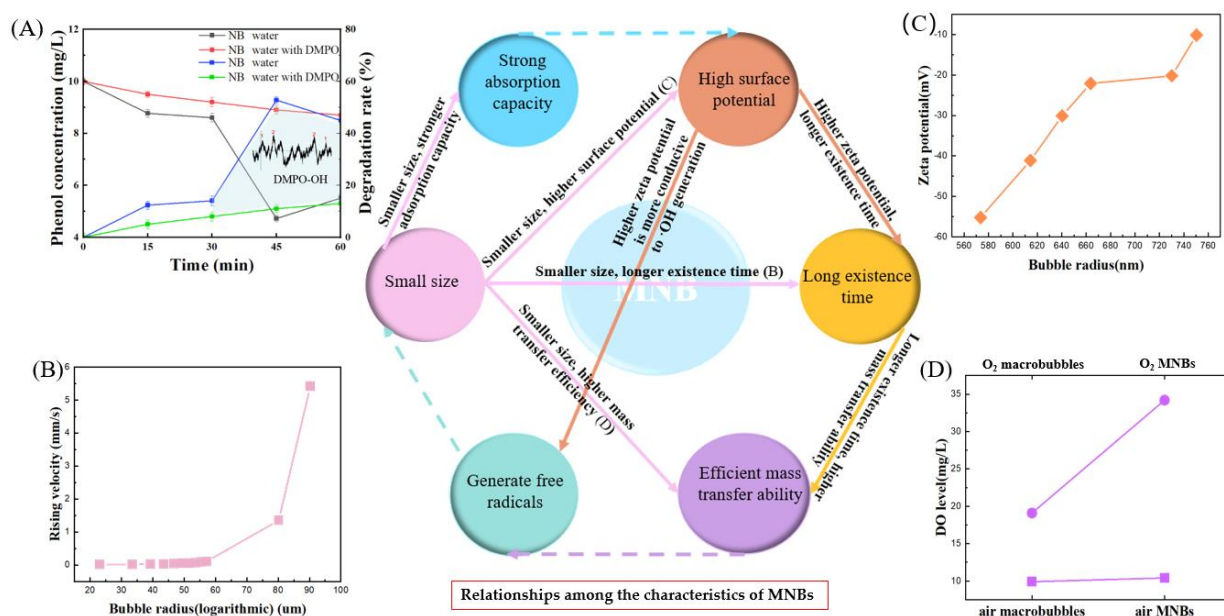 (A)
Phenol concentration (mg/L)
12
10
8
6
4
NB water
NB water with DMPO
NB water
NB water with DMPO
DMPO-OH
80
60
40
20
0
Degradation rate (%)
0 15 30 45 60
Time (min)
(B)
Rising velocity (mm/s)
6
5
4
3
2
1
0
20 30 40 50 60 70 80 90 100
Bubble radius(logarithmic) (um)
Strong
absorption
capacity
High surface
potential
Small size
MNB
Long existence
time
Generate free
radicals
Efficient mass
transfer ability
Smaller size, stronger
adsorption capacity
Smaller size, higher surface potential (C)
Higher zeta potential
is more conducive
to ·OH generation
Higher zeta potential,
longer existence time
Smaller size, longer existence time (B)
Smaller size, higher mass
transfer efficiency (D)
Longer existence time, higher
mass transfer ability
Relationships among the characteristics of MNBs
(C)
Zeta potential(mV)
0
-10
-20
-30
-40
-50
-60
560 580 600 620 640 660 680 700 720 740 760
Bubble radius(nm)
(D)
O2 macrobubbles O2 MNBs
DO level(mg/L)
35
30
25
20
15
10
air macrobubbles air MNBs